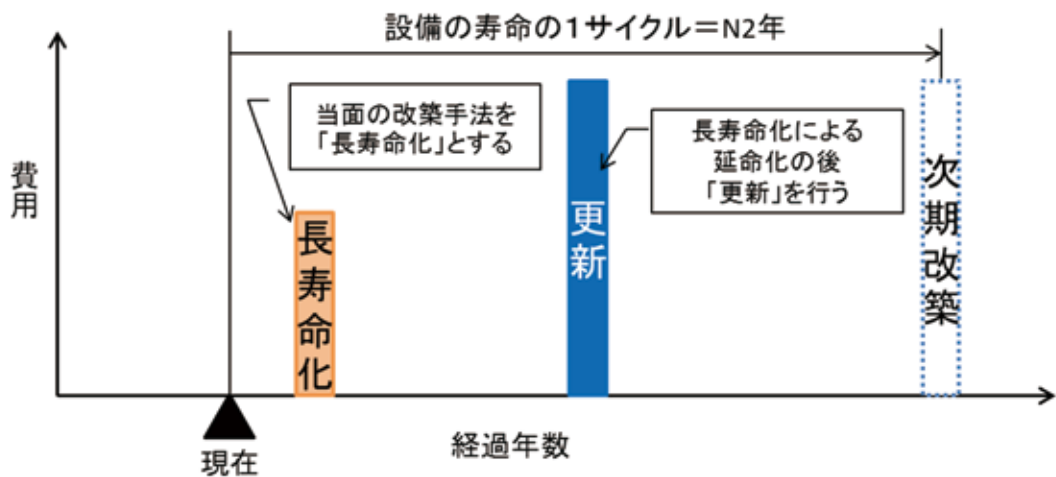 設備の寿命の1サイクル=N2年
当面の改築手法を
「長寿命化」とする
長寿命化による
延命化の後
「更新」を行う
費用
長寿命化
更新
次期改築
現在
経過年数